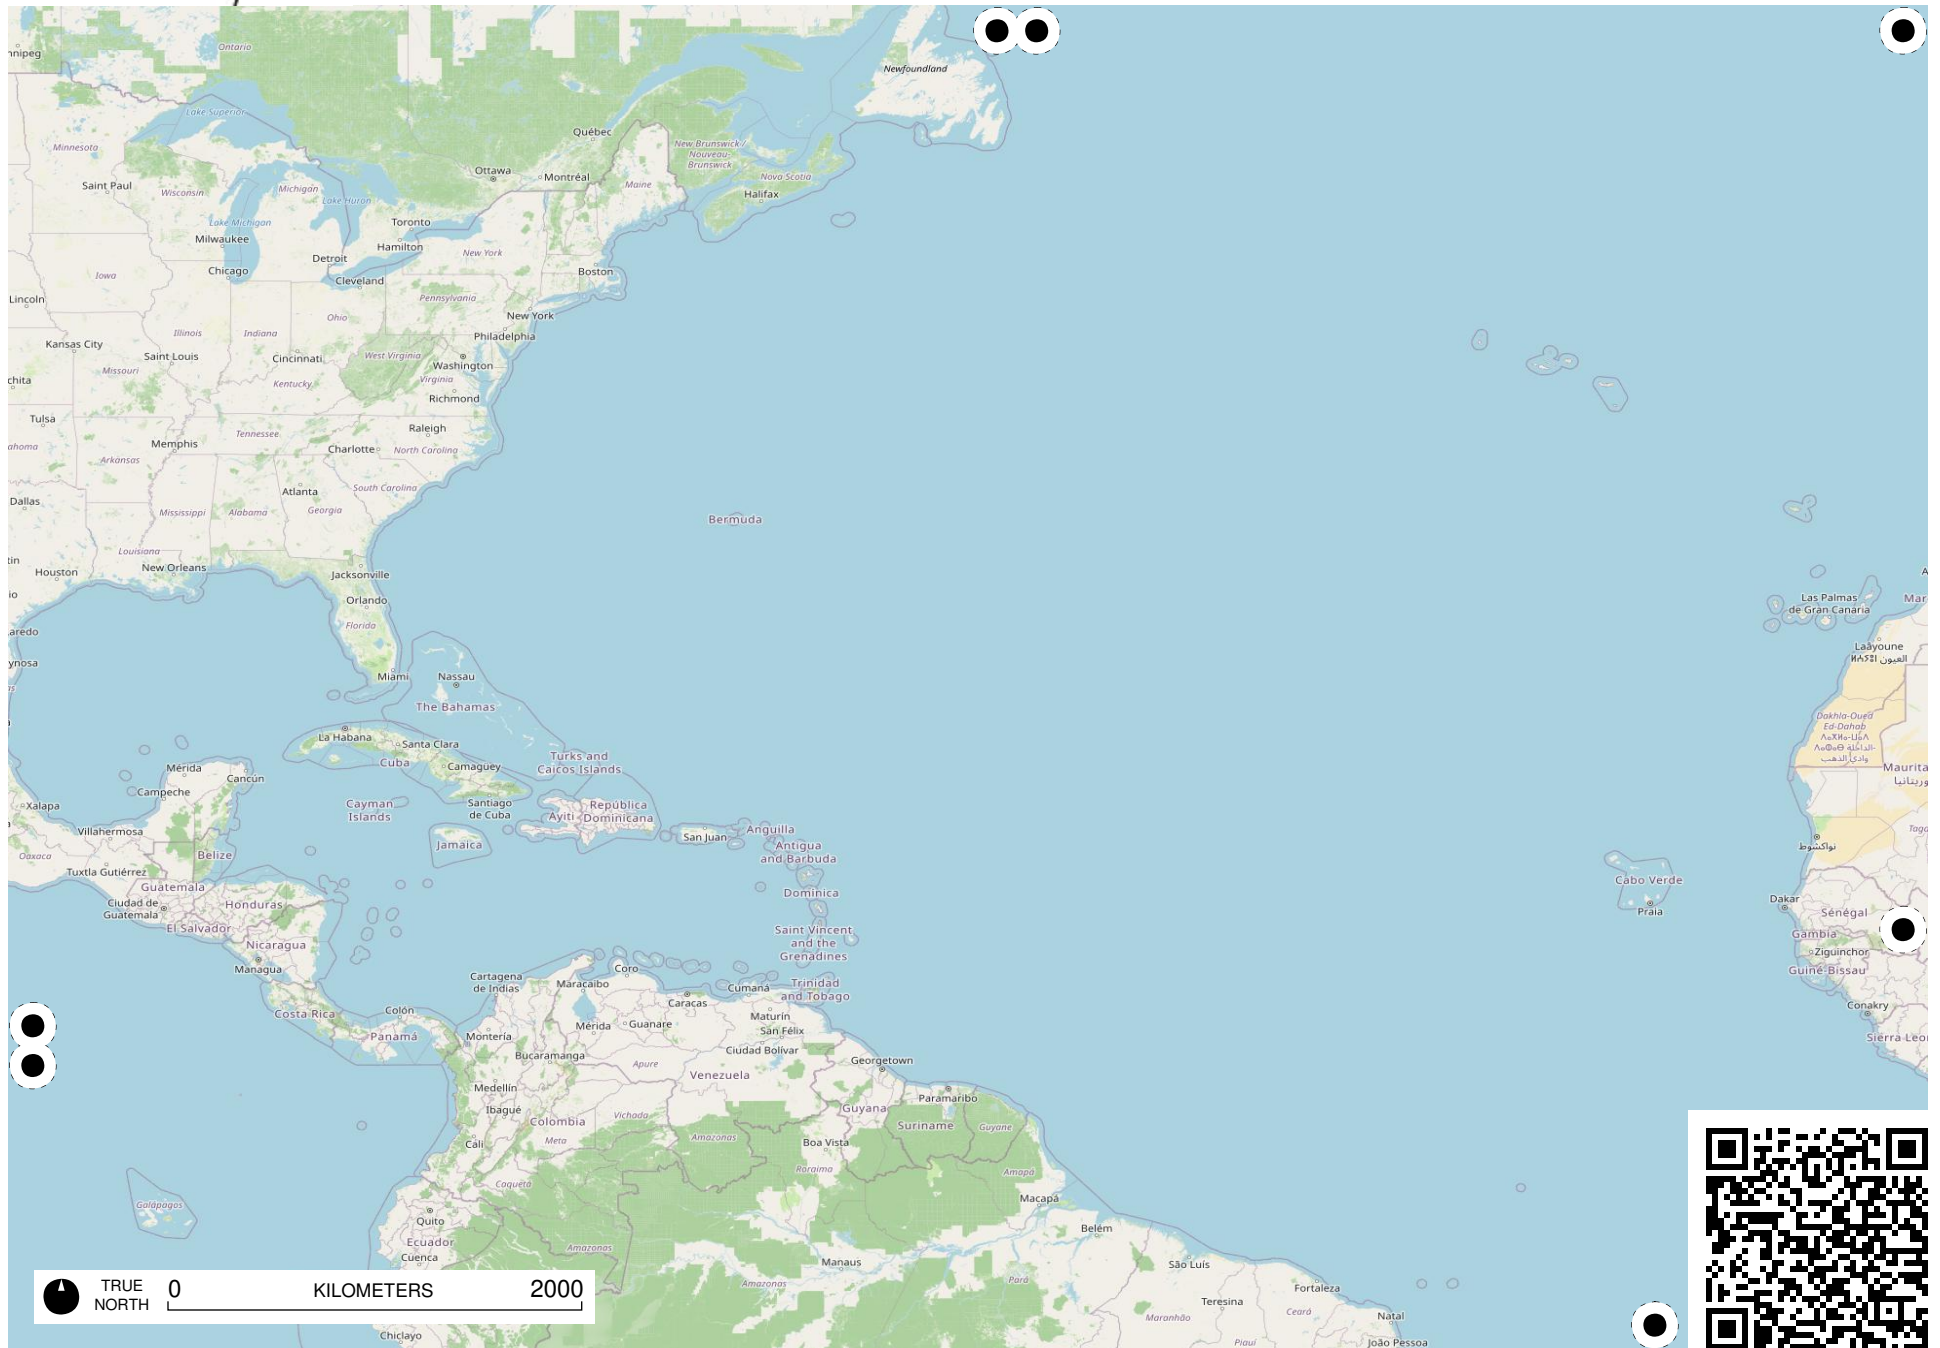 nnipeg
Ontario
Newfoundland
Lake Superior
Québec
Minnesota
New Brunswick /
Nouveau-
Brunswick
Ottawa
Montréal
Saint Paul
Wisconsin
Michigan
Maine
Nova Scotia
Halifax
Lake Huron
Lake Michigan
Toronto
Milwaukee
Hamilton
New York
Detroit
Chicago
Iowa
Cleveland
Boston
Lincoln
Pennsylvania
New York
Ohio
Illinois
Indiana
Philadelphia
Kansas City
Saint Louis
Cincinnati
West Virginia
Washington
Missouri
chita
Kentucky
Virginia
Richmond
Tulsa
Raleigh
Tennessee
Memphis
ahoma
Charlotte
North Carolina
Arkansas
Atlanta
South Carolina
Dallas
Mississippi
Alabama
Georgia
Bermuda
Louisiana
tin
Houston
New Orleans
Jacksonville
A
io
Orlando
Las Palmas
de Gran Canaria
Mar
Florida
aredo
ynosa
Laâyoune
ⵍⵄⵢⵓⵏ العيون
Miami
Nassau
The Bahamas
Dakhla-Oued
Ed-Dahab
الداخلة-
وادي الذهب
La Habana
Santa Clara
Cuba
Camagüey
Turks and
Caicos Islands
Mérida
Cancún
Maurita
وريتانيا
Campeche
Xalapa
Cayman
Islands
Santiago
de Cuba
Ayiti
República
Dominicana
Villahermosa
San Juan
Anguilla
Taga
Jamaica
Antigua
and Barbuda
نواكشوط
Oaxaca
Belize
Tuxtla Gutiérrez
Guatemala
Dominica
Cabo Verde
Ciudad de
Guatemala
Honduras
Dakar
Praia
Sénégal
El Salvador
Saint Vincent
and the
Grenadines
Gambia
Nicaragua
Ziguinchor
Managua
Guiné-Bissau
Cartagena
de Indias
Coro
Maracaibo
Cumaná
Trinidad
and Tobago
Caracas
Conakry
Costa Rica
Colón
Maturín
Mérida
Guanare
San Félix
Panamá
Montería
Sierra Leo
Bucaramanga
Ciudad Bolívar
Apure
Georgetown
Venezuela
Medellín
Paramaribo
Ibagué
Vichada
Guyana
Colombia
Suriname
Guyane
Meta
Amazonas
Cali
Boa Vista
Roraima
Amapá
Caquetá
Macapá
Galápagos
Quito
Belém
Ecuador
Amazonas
Cuenca
Manaus
São Luís
Amazonas
Pará
Fortaleza
TRUE
NORTH
0
KILOMETERS
2000
Teresina
Ceará
Maranhão
Natal
Chiclayo
Piauí
João Pessoa